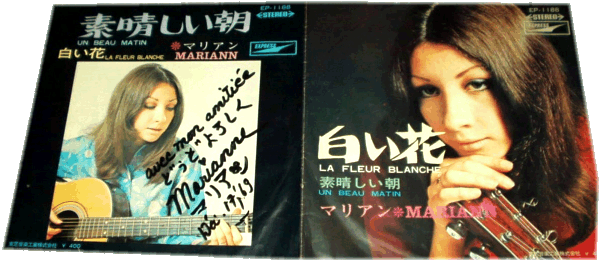 素晴しい朝
UN BEAU MATIN
白い花 LA FLEUR BLANCHE
※マリアン
MARIANN
EP-1188
STEREO
EXPRESS
avec mon amitiée
どうぞよろしく
Marianne
マリアン
¥400
EP-1188
STEREO
EXPRESS
白い花
LA FLEUR BLANCHE
素晴しい朝
UN BEAU MATIN
マリアン※MARIANN